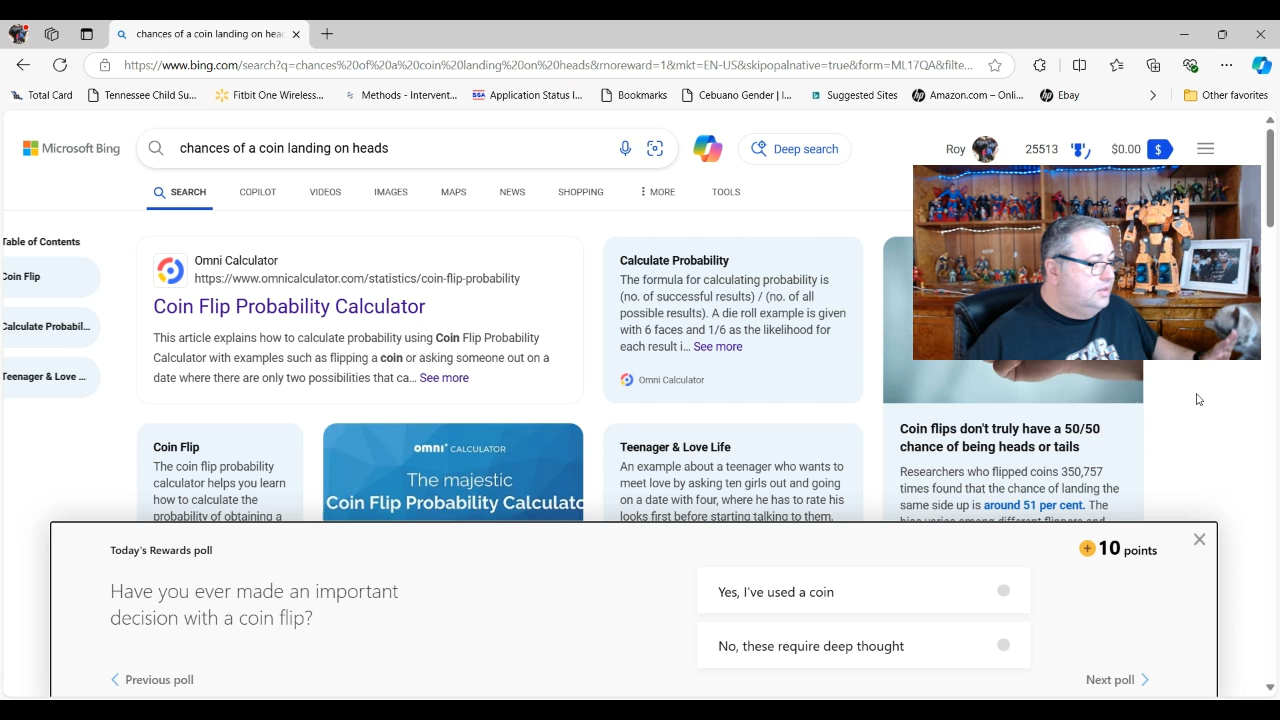 chances of a coin landing on hea
https://www.bing.com/search?q=chances%20of%20a%20coin%20landing%20on%20heads&rnoreward=1&mkt=EN-US&skipopalnative=true&form=ML17QA&filte...
Total Card
Tennessee Child Su...
Fitbit One Wireless...
Methods - Intervent...
SSA Application Status I...
Bookmarks
Cebuano Gender | l...
Suggested Sites
Amazon.com – Onli...
Ebay
Other favorites
Microsoft Bing
chances of a coin landing on heads
Deep search
Roy
25513
$0.00
$
SEARCH
COPILOT
VIDEOS
IMAGES
MAPS
NEWS
SHOPPING
MORE
TOOLS
Table of Contents
Coin Flip
Calculate Probabil...
Teenager & Love ...
Omni Calculator
https://www.omnicalculator.com/statistics/coin-flip-probability
Coin Flip Probability Calculator
This article explains how to calculate probability using Coin Flip Probability
Calculator with examples such as flipping a coin or asking someone out on a
date where there are only two possibilities that ca... See more
Calculate Probability
The formula for calculating probability is
(no. of successful results) / (no. of all
possible results). A die roll example is given
with 6 faces and 1/6 as the likelihood for
each result i... See more
Omni Calculator
Coin Flip
The coin flip probability
calculator helps you learn
how to calculate the
probability of obtaining a
omni CALCULATOR
The majestic
Coin Flip Probability Calculato
Teenager & Love Life
An example about a teenager who wants to
meet love by asking ten girls out and going
on a date with four, where he has to rate his
looks first before starting talking to them.
Coin flips don't truly have a 50/50
chance of being heads or tails
Researchers who flipped coins 350,757
times found that the chance of landing the
same side up is around 51 per cent. The
bias varies among different flippers and
Today's Rewards poll
10 points
Have you ever made an important
decision with a coin flip?
Yes, I've used a coin
No, these require deep thought
Previous poll
Next poll